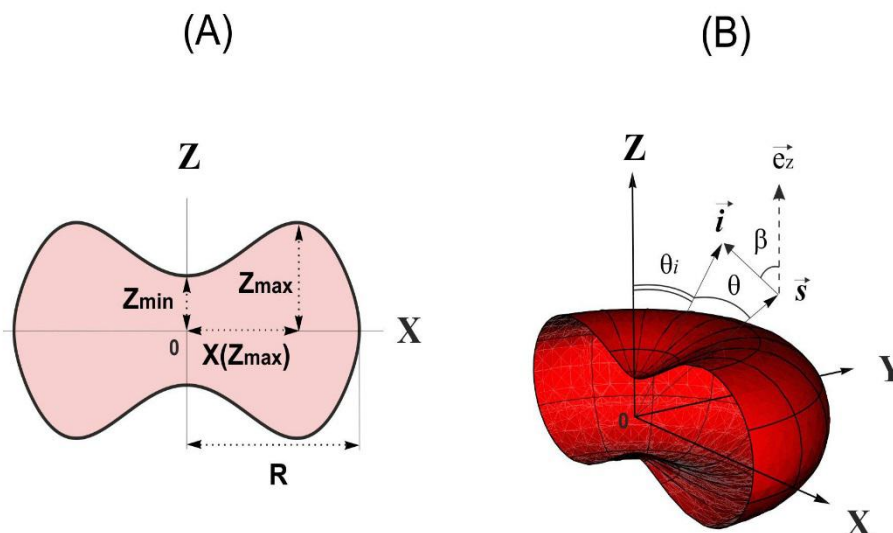 (A)
(B)
Z
Zmin
Zmax
0
X(Zmax)
X
R
Z
e⃗z
i⃗
β
θi
θ
s⃗
Y
0
X